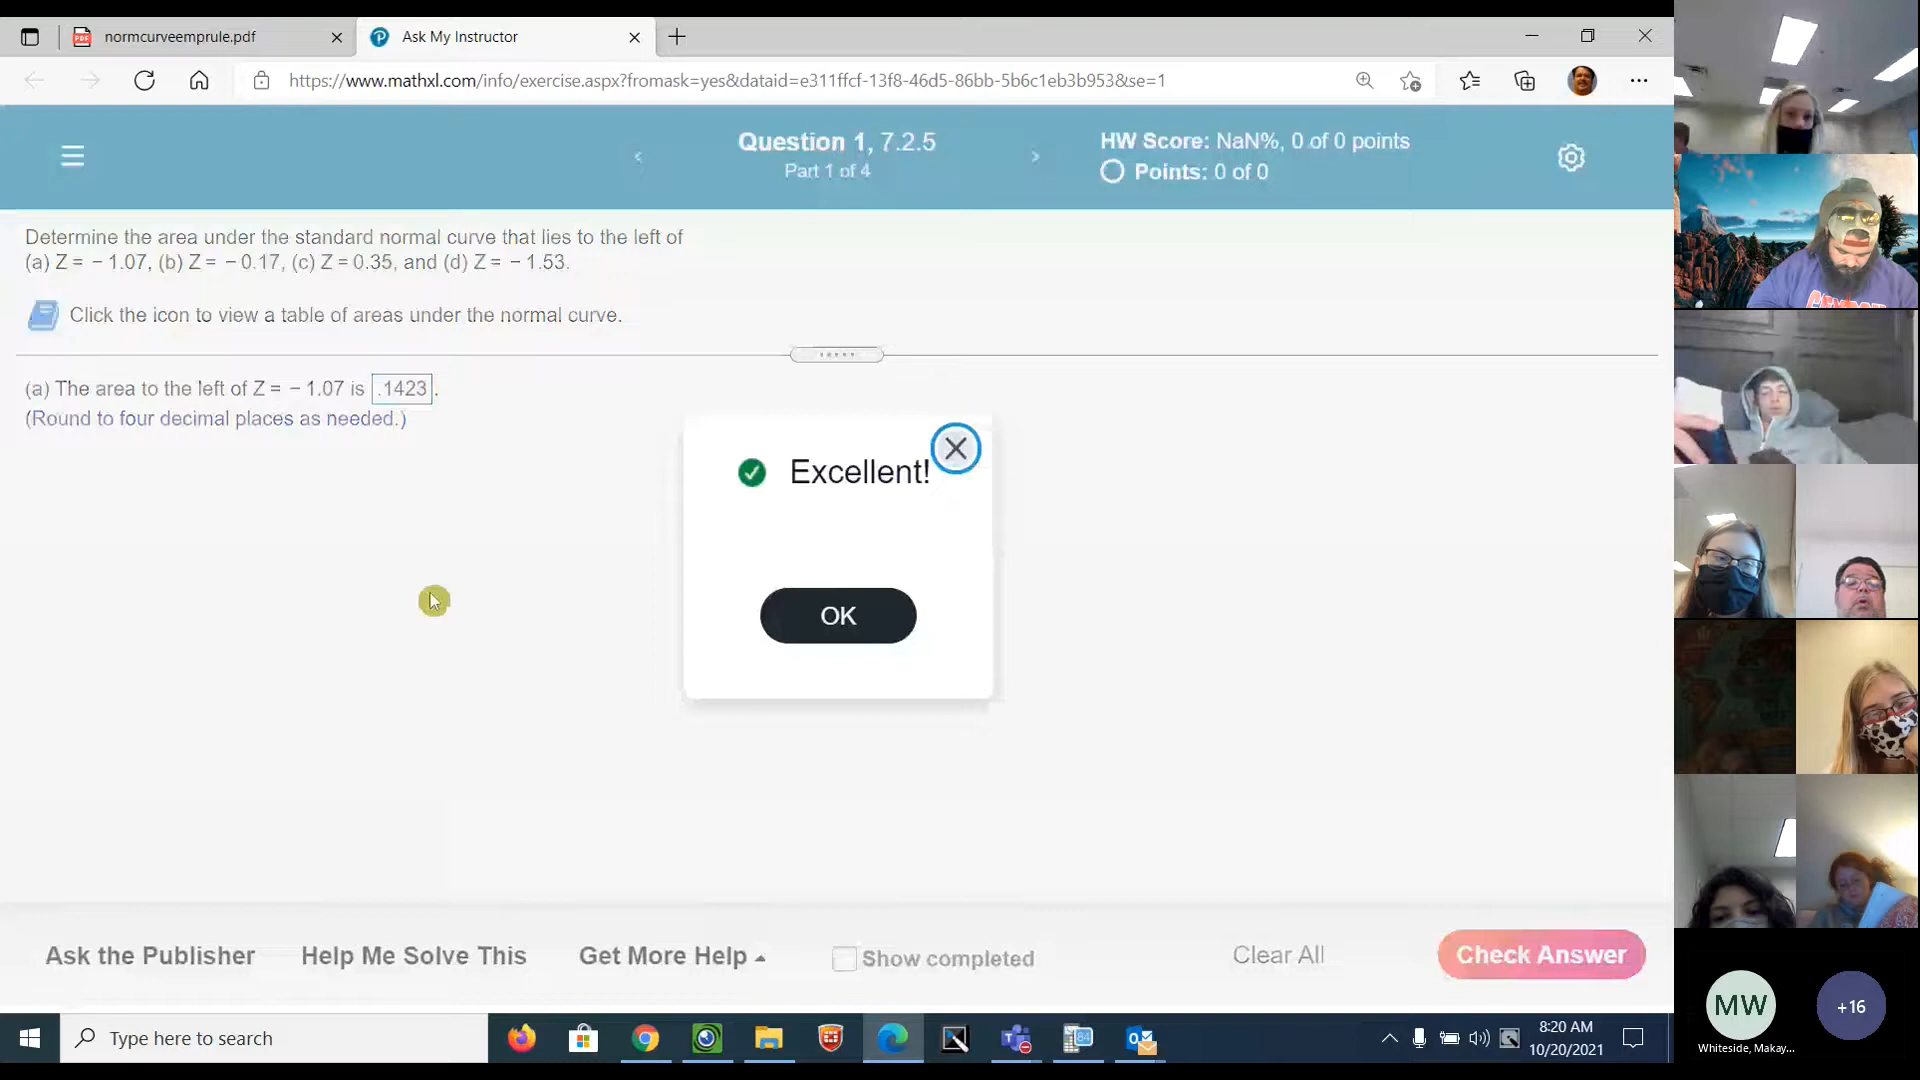 normcurveemprule.pdf
Ask My Instructor
https://www.mathxl.com/info/exercise.aspx?fromask=yes&dataid=e311ffcf-13f8-46d5-86bb-5b6c1eb3b953&se=1
Question 1, 7.2.5
Part 1 of 4
HW Score: NaN%, 0 of 0 points
Points: 0 of 0
Determine the area under the standard normal curve that lies to the left of
(a) Z = − 1.07, (b) Z = − 0.17, (c) Z = 0.35, and (d) Z = − 1.53.
Click the icon to view a table of areas under the normal curve.
(a) The area to the left of Z = − 1.07 is .1423 .
(Round to four decimal places as needed.)
Excellent!
OK
Ask the Publisher
Help Me Solve This
Get More Help
Show completed
Clear All
Check Answer
Type here to search
8:20 AM
10/20/2021
MW
+16
Whiteside, Makay...